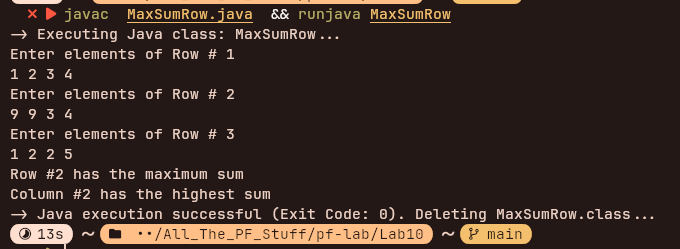 × ▶ javac MaxSumRow.java && runjava MaxSumRow
-> Executing Java class: MaxSumRow...
Enter elements of Row # 1
1 2 3 4
Enter elements of Row # 2
9 9 3 4
Enter elements of Row # 3
1 2 2 5
Row #2 has the maximum sum
Column #2 has the highest sum
-> Java execution successful (Exit Code: 0). Deleting MaxSumRow.class...
13s ~ ··/All_The_PF_Stuff/pf-lab/Lab10 ~ main